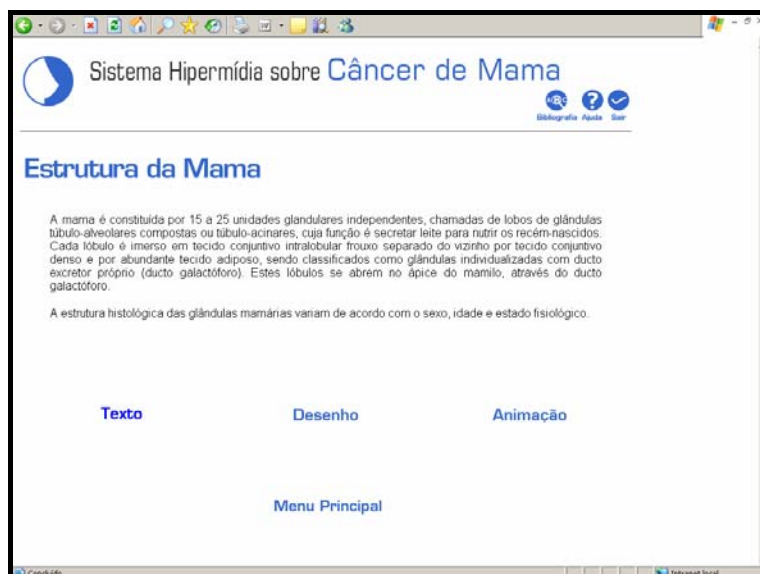 Sistema Hipermídia sobre Câncer de Mama
Bibliografia Ajuda Sair
Estrutura da Mama
A mama é constituída por 15 a 25 unidades glandulares independentes, chamadas de lobos de glândulas
túbulo-alveolares compostas ou túbulo-acinares, cuja função é secretar leite para nutrir os recém-nascidos.
Cada lóbulo é imerso em tecido conjuntivo intralobular frouxo separado do vizinho por tecido conjuntivo
denso e por abundante tecido adiposo, sendo classificados como glândulas individualizadas com ducto
excretor próprio (ducto galactóforo). Estes lóbulos se abrem no ápice do mamilo, através do ducto
galactóforo.
A estrutura histológica das glândulas mamárias variam de acordo com o sexo, idade e estado fisiológico.
Texto Desenho Animação
Menu Principal
Concluído Intranet local